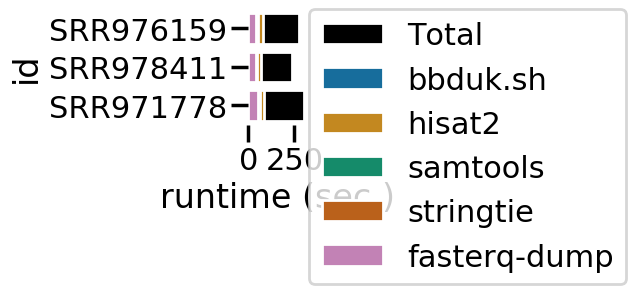 id
SRR976159
SRR978411
SRR971778
0 250
runtime (sec.)
Total
bbduk.sh
hisat2
samtools
stringtie
fasterq-dump